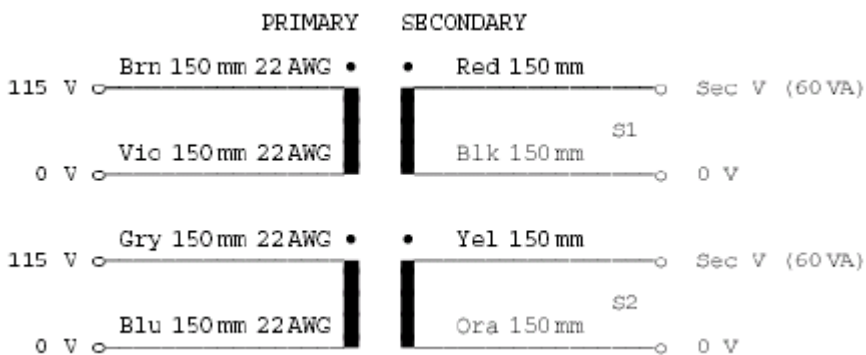 PRIMARY SECONDARY
Brn 150 mm 22 AWG • • Red 150 mm
115 V Sec V (60 VA)
S1
Vio 150 mm 22 AWG Blk 150 mm
0 V 0 V
Gry 150 mm 22 AWG • • Yel 150 mm
115 V Sec V (60 VA)
S2
Blu 150 mm 22 AWG Ora 150 mm
0 V 0 V